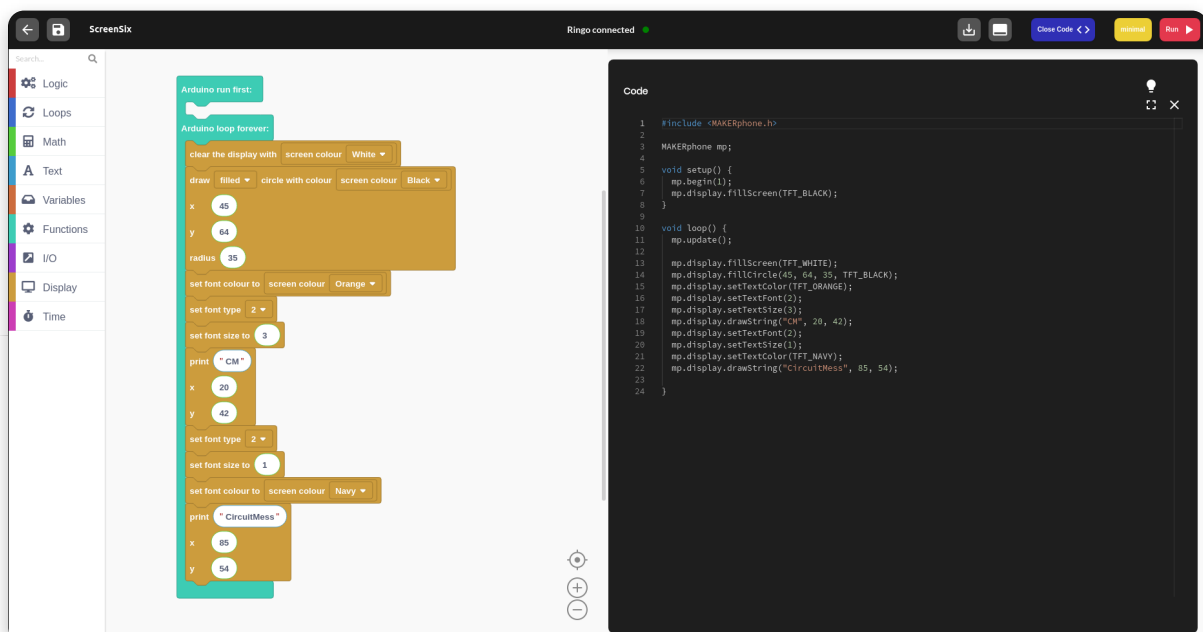 ScreenSix
Ringo connected
Close Code
minimal
Run
Search...
Logic
Loops
Math
Text
Variables
Functions
I/O
Display
Time
Arduino run first:
Arduino loop forever:
clear the display with screen colour White
draw filled circle with colour screen colour Black
x 45
y 64
radius 35
set font colour to screen colour Orange
set font type 2
set font size to 3
print " CM "
x 20
y 42
set font type 2
set font size to 1
set font colour to screen colour Navy
print " CircuitMess "
x 85
y 54
Code
1 #include <MAKERphone.h>
2
3 MAKERphone mp;
4
5 void setup() {
6 mp.begin(1);
7 mp.display.fillScreen(TFT_BLACK);
8 }
9
10 void loop() {
11 mp.update();
12
13 mp.display.fillScreen(TFT_WHITE);
14 mp.display.fillCircle(45, 64, 35, TFT_BLACK);
15 mp.display.setTextColor(TFT_ORANGE);
16 mp.display.setTextFont(2);
17 mp.display.setTextSize(3);
18 mp.display.drawString("CM", 20, 42);
19 mp.display.setTextFont(2);
20 mp.display.setTextSize(1);
21 mp.display.setTextColor(TFT_NAVY);
22 mp.display.drawString("CircuitMess", 85, 54);
23
24 }